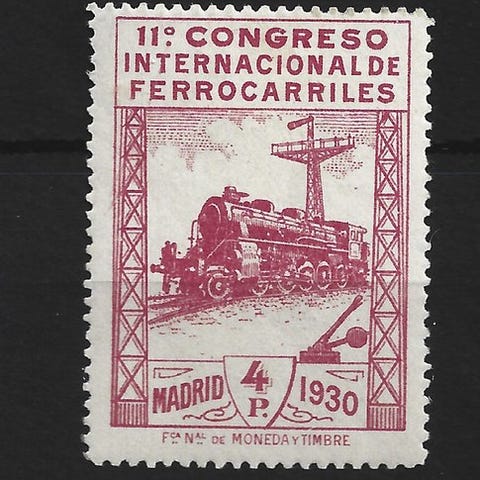 11º CONGRESO
INTERNACIONAL DE
FERROCARRILES
MADRID 4 P. 1930
Fca NAL DE MONEDA Y TIMBRE